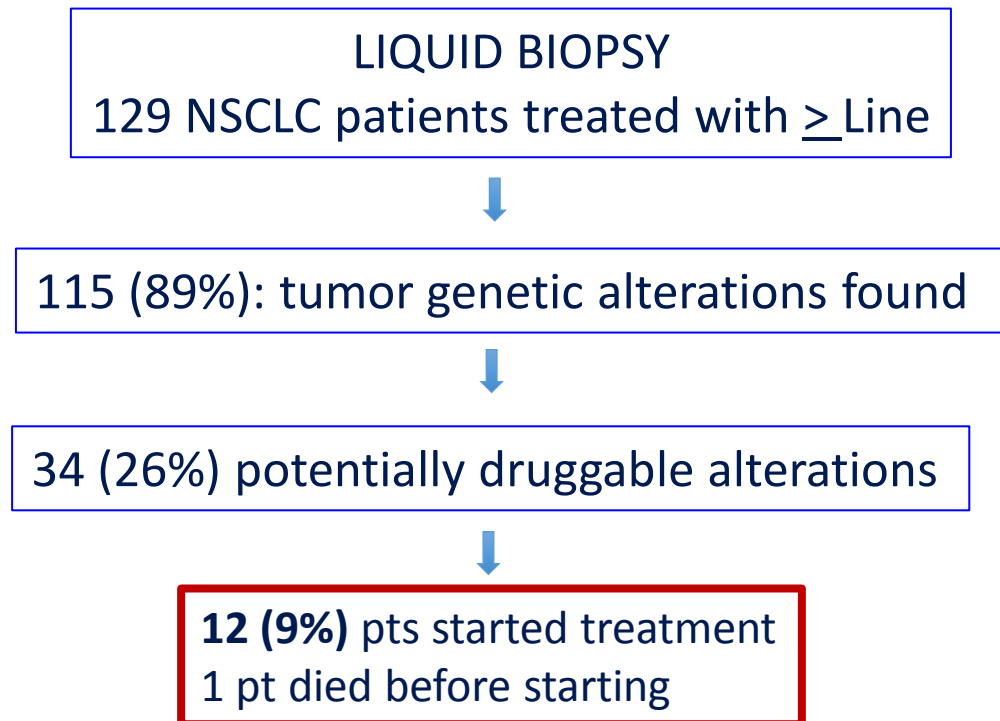 LIQUID BIOPSY
129 NSCLC patients treated with > Line
115 (89%): tumor genetic alterations found
34 (26%) potentially druggable alterations
12 (9%) pts started treatment
1 pt died before starting